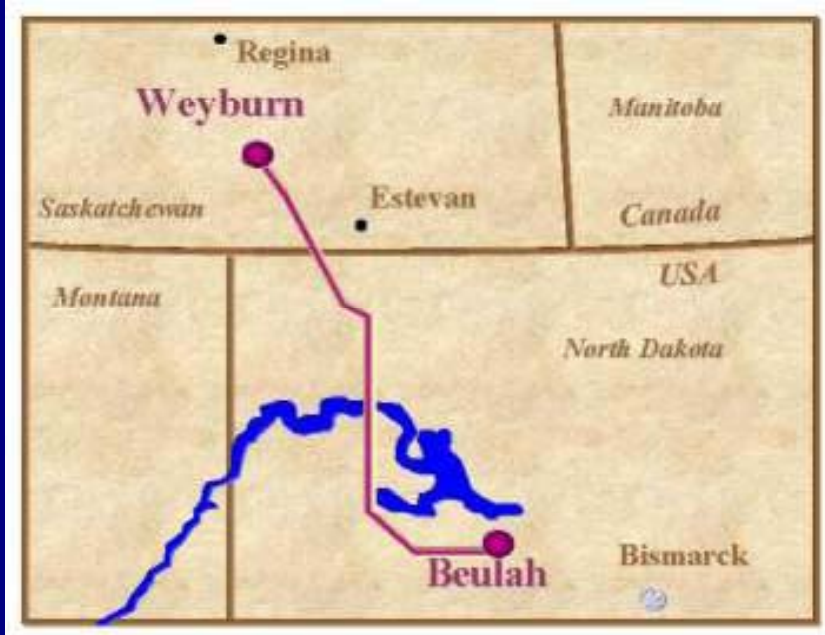 Regina
Weyburn
Manitoba
Saskatchewan
Estevan
Canada
USA
Montana
North Dakota
Bismarck
Beulah